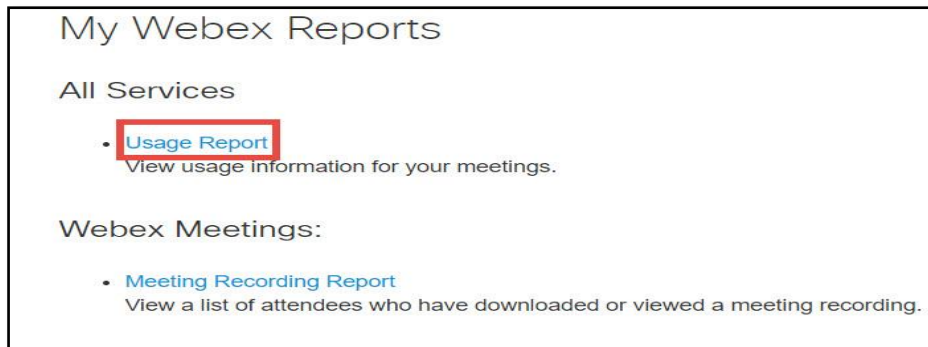 My Webex Reports
All Services
• Usage Report
View usage information for your meetings.
Webex Meetings:
• Meeting Recording Report
View a list of attendees who have downloaded or viewed a meeting recording.